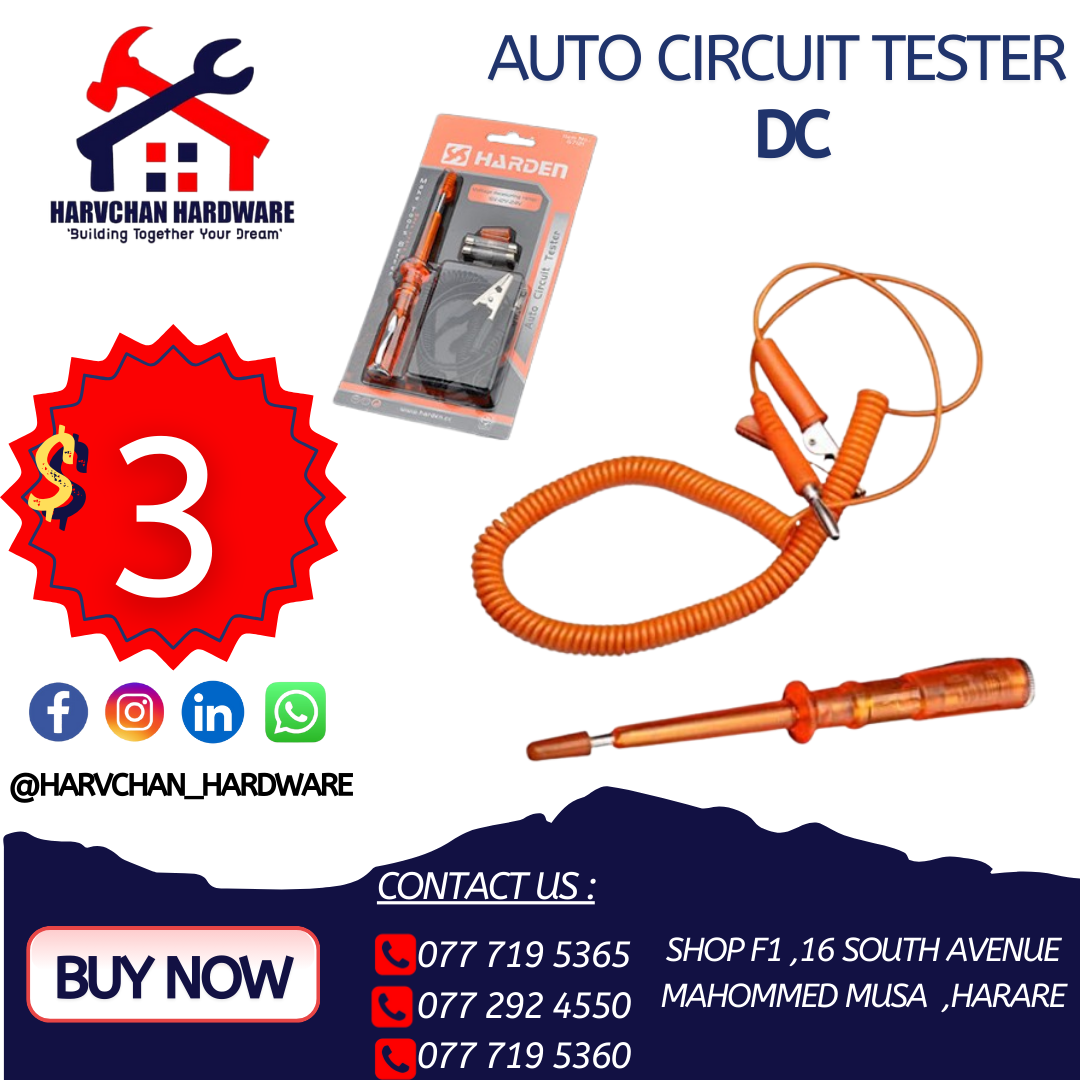 HARVCHAN HARDWARE
'Building Together Your Dream'
AUTO CIRCUIT TESTER
DC
HARDEN
Auto Circuit Tester
www.harden.cc
$ 3
@HARVCHAN_HARDWARE
CONTACT US :
077 719 5365
077 292 4550
077 719 5360
SHOP F1 ,16 SOUTH AVENUE
MAHOMMED MUSA ,HARARE
BUY NOW